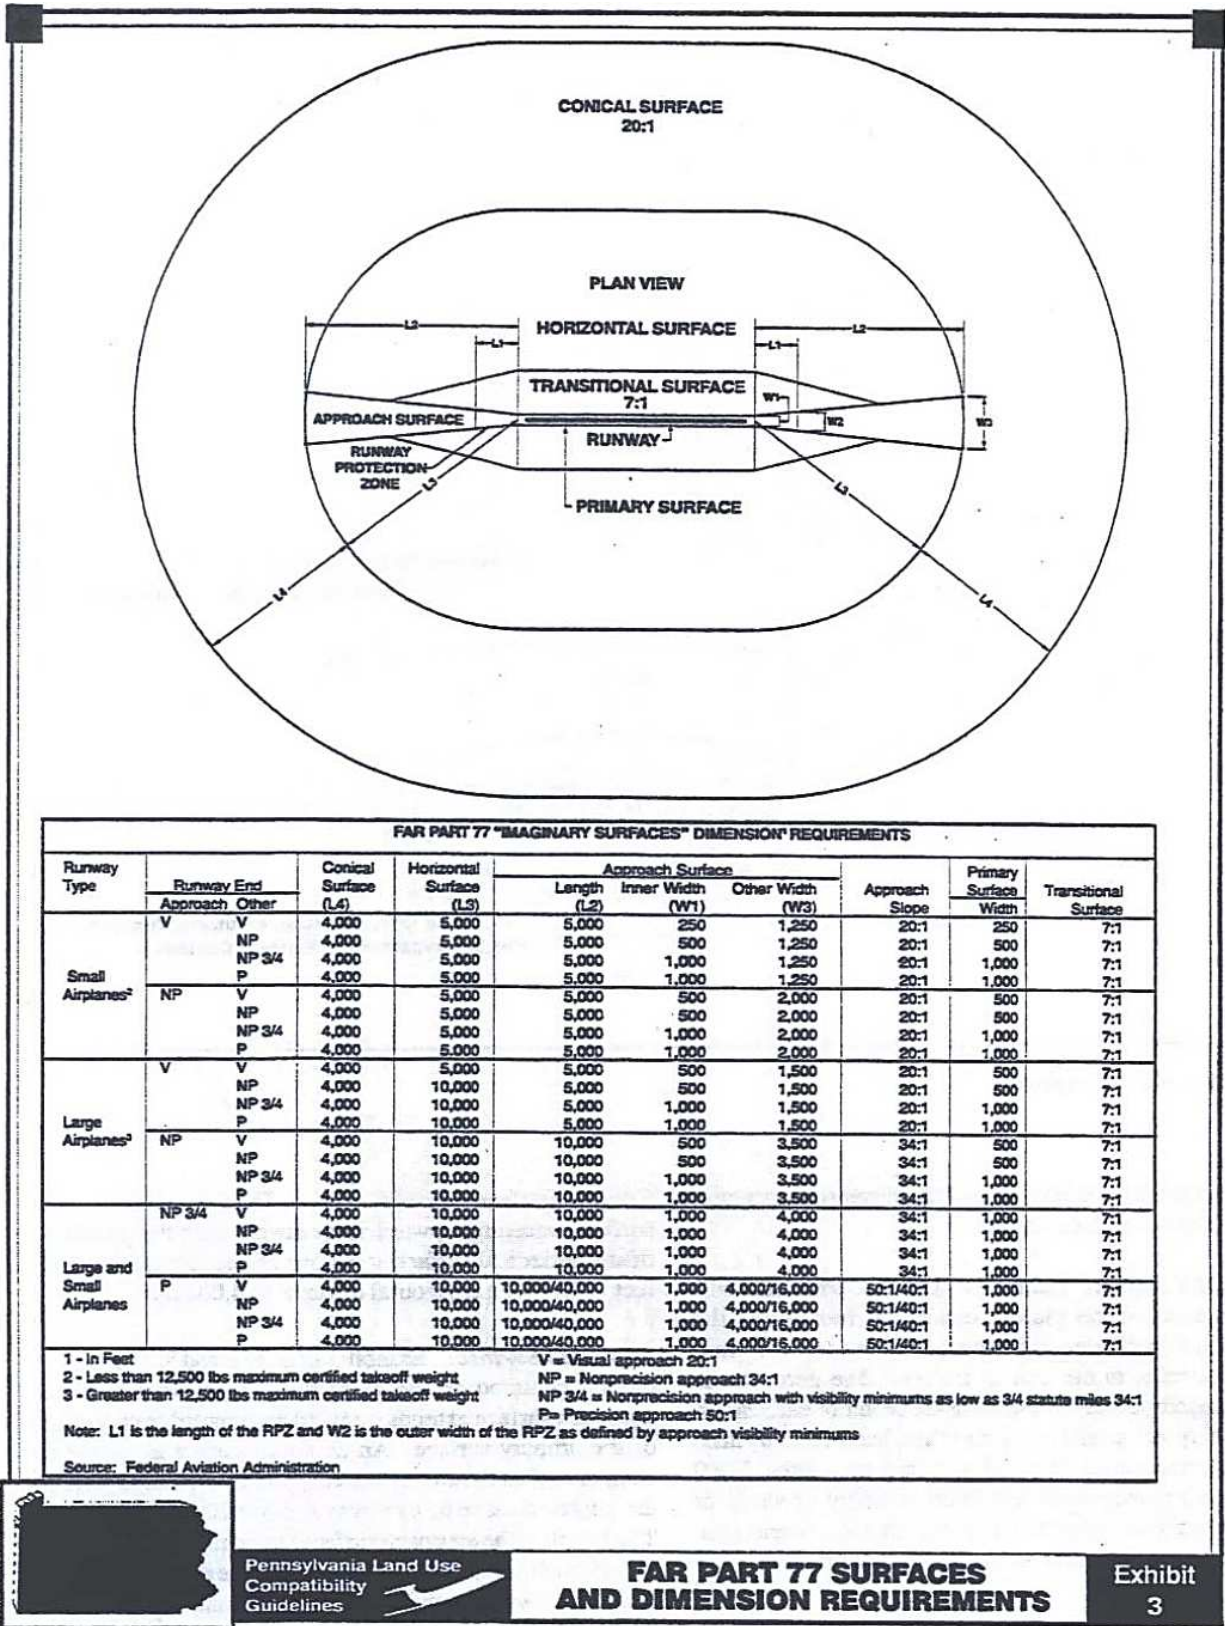 CONICAL SURFACE
20:1
PLAN VIEW
L2
HORIZONTAL SURFACE
L2
L1
L1
TRANSITIONAL SURFACE
7:1
W1
APPROACH SURFACE
W2
W3
RUNWAY
RUNWAY
PROTECTION
ZONE
L3
L3
PRIMARY SURFACE
L4
L4
FAR PART 77 "IMAGINARY SURFACES" DIMENSION¹ REQUIREMENTS
Runway Type Runway End Conical Surface (L4) Horizontal Surface (L3) Approach Surface Approach Slope Primary Surface Width Transitional Surface
Approach Other Length (L2) Inner Width (W1) Other Width (W3)
Small Airplanes²
V V 4,000 5,000 5,000 250 1,250 20:1 250 7:1
NP 4,000 5,000 5,000 500 1,250 20:1 500 7:1
NP 3/4 4,000 5,000 5,000 1,000 1,250 20:1 1,000 7:1
P 4,000 5,000 5,000 1,000 1,250 20:1 1,000 7:1
NP V 4,000 5,000 5,000 500 2,000 20:1 500 7:1
NP 4,000 5,000 5,000 500 2,000 20:1 500 7:1
NP 3/4 4,000 5,000 5,000 1,000 2,000 20:1 1,000 7:1
P 4,000 5,000 5,000 1,000 2,000 20:1 1,000 7:1
Large Airplanes³
V V 4,000 5,000 5,000 500 1,500 20:1 500 7:1
NP 4,000 10,000 5,000 500 1,500 20:1 500 7:1
NP 3/4 4,000 10,000 5,000 1,000 1,500 20:1 1,000 7:1
P 4,000 10,000 5,000 1,000 1,500 20:1 1,000 7:1
NP V 4,000 10,000 10,000 500 3,500 34:1 500 7:1
NP 4,000 10,000 10,000 500 3,500 34:1 500 7:1
NP 3/4 4,000 10,000 10,000 1,000 3,500 34:1 1,000 7:1
P 4,000 10,000 10,000 1,000 3,500 34:1 1,000 7:1
Large and Small Airplanes
NP 3/4 V 4,000 10,000 10,000 1,000 4,000 34:1 1,000 7:1
NP 4,000 10,000 10,000 1,000 4,000 34:1 1,000 7:1
NP 3/4 4,000 10,000 10,000 1,000 4,000 34:1 1,000 7:1
P 4,000 10,000 10,000 1,000 4,000 34:1 1,000 7:1
P V 4,000 10,000 10,000/40,000 1,000 4,000/16,000 50:1/40:1 1,000 7:1
NP 4,000 10,000 10,000/40,000 1,000 4,000/16,000 50:1/40:1 1,000 7:1
NP 3/4 4,000 10,000 10,000/40,000 1,000 4,000/16,000 50:1/40:1 1,000 7:1
P 4,000 10,000 10,000/40,000 1,000 4,000/16,000 50:1/40:1 1,000 7:1
1 - In Feet
2 - Less than 12,500 lbs maximum certified takeoff weight
3 - Greater than 12,500 lbs maximum certified takeoff weight
V = Visual approach 20:1
NP = Nonprecision approach 34:1
NP 3/4 = Nonprecision approach with visibility minimums as low as 3/4 statute miles 34:1
P= Precision approach 50:1
Note: L1 is the length of the RPZ and W2 is the outer width of the RPZ as defined by approach visibility minimums
Source: Federal Aviation Administration
Pennsylvania Land Use
Compatibility
Guidelines
FAR PART 77 SURFACES
AND DIMENSION REQUIREMENTS
Exhibit
3